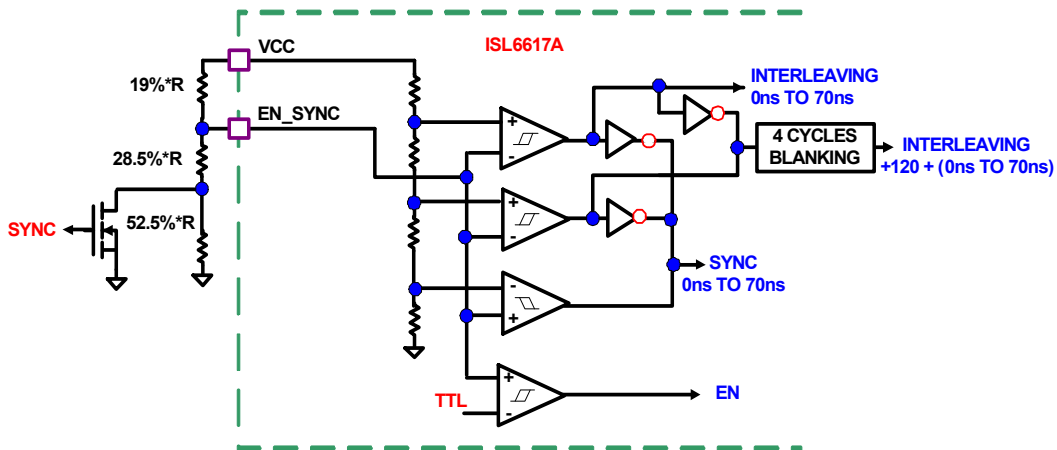 VCC
ISL6617A
19%*R
INTERLEAVING
0ns TO 70ns
EN_SYNC
+
-
4 CYCLES
BLANKING
INTERLEAVING
+120 + (0ns TO 70ns)
28.5%*R
SYNC
52.5%*R
+
-
SYNC
0ns TO 70ns
-
+
+
TTL
-
EN